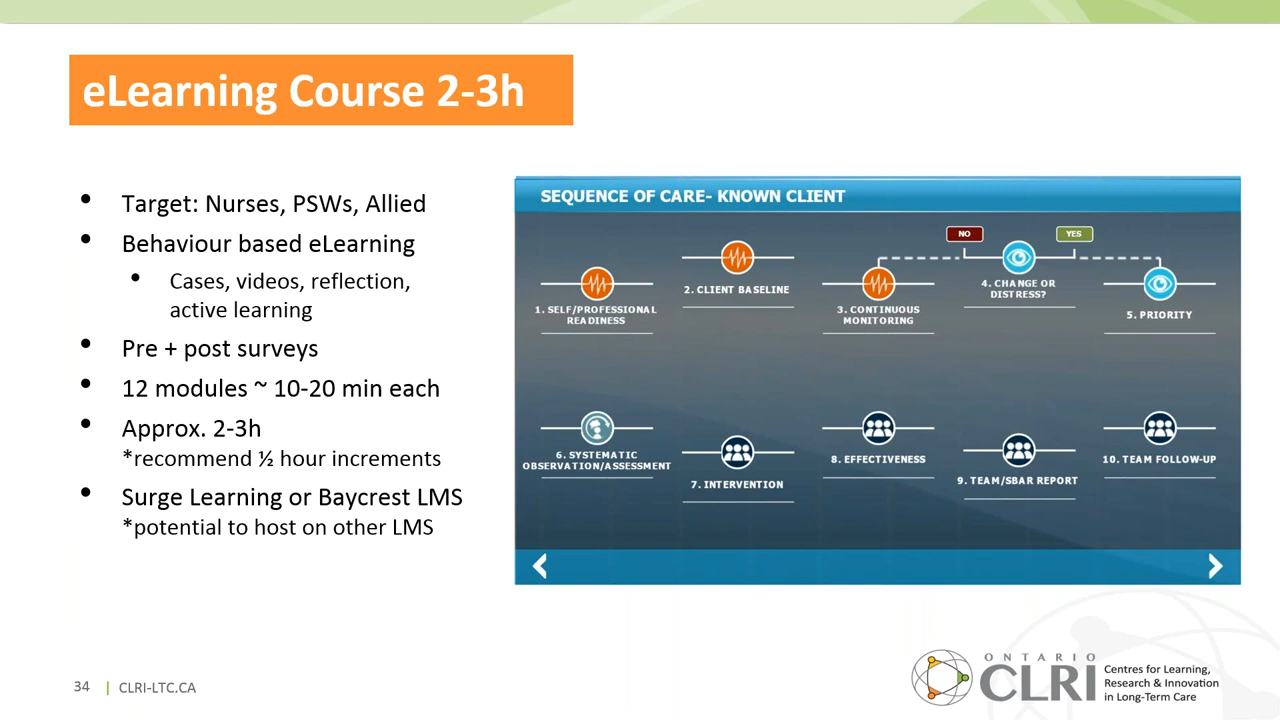 eLearning Course 2-3h
• Target: Nurses, PSWs, Allied
• Behaviour based eLearning
• Cases, videos, reflection,
active learning
• Pre + post surveys
• 12 modules ~ 10-20 min each
• Approx. 2-3h
*recommend ½ hour increments
• Surge Learning or Baycrest LMS
*potential to host on other LMS
SEQUENCE OF CARE- KNOWN CLIENT
NO
YES
1. SELF/PROFESSIONAL
READINESS
2. CLIENT BASELINE
3. CONTINUOUS
MONITORING
4. CHANGE OR
DISTRESS?
5. PRIORITY
6. SYSTEMATIC
OBSERVATION/ASSESSMENT
7. INTERVENTION
8. EFFECTIVENESS
9. TEAM/SBAR REPORT
10. TEAM FOLLOW-UP
34 | CLRI-LTC.CA
ONTARIO
CLRI
Centres for Learning,
Research & Innovation
in Long-Term Care